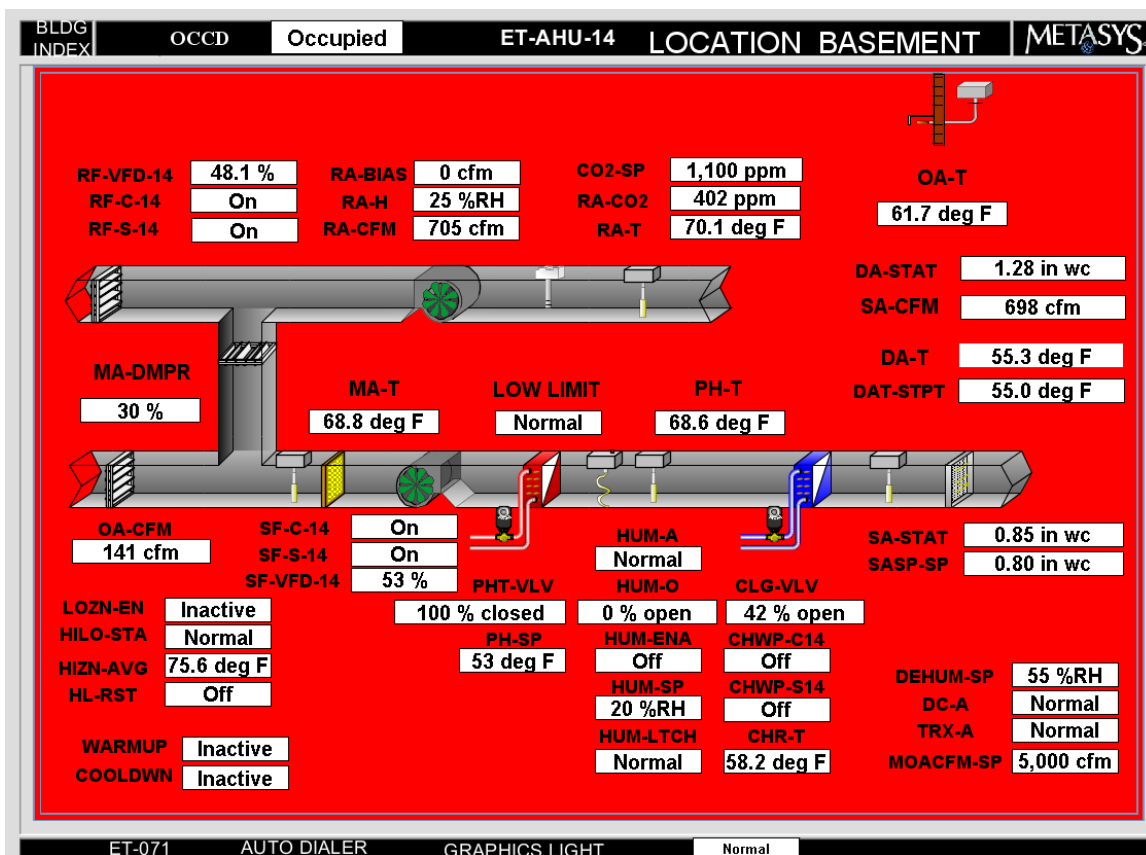 BLDG INDEX OCCD Occupied ET-AHU-14 LOCATION BASEMENT METASYS
RF-VFD-14 48.1 % RA-BIAS 0 cfm CO2-SP 1,100 ppm OA-T
RF-C-14 On RA-H 25 %RH RA-CO2 402 ppm 61.7 deg F
RF-S-14 On RA-CFM 705 cfm RA-T 70.1 deg F
DA-STAT 1.28 in wc
SA-CFM 698 cfm
DA-T 55.3 deg F
DAT-STPT 55.0 deg F
MA-DMPR MA-T LOW LIMIT PH-T
30 % 68.8 deg F Normal 68.6 deg F
OA-CFM SF-C-14 On HUM-A SA-STAT 0.85 in wc
141 cfm SF-S-14 On Normal SASP-SP 0.80 in wc
SF-VFD-14 53 % PHT-VLV HUM-O CLG-VLV
LOZN-EN Inactive 100 % closed 0 % open 42 % open
HILO-STA Normal PH-SP HUM-ENA CHWP-C14
HIZN-AVG 75.6 deg F 53 deg F Off Off
HL-RST Off HUM-SP CHWP-S14 DEHUM-SP 55 %RH
20 %RH Off DC-A Normal
WARMUP Inactive HUM-LTCH CHR-T TRX-A Normal
COOLDWN Inactive Normal 58.2 deg F MOACFM-SP 5,000 cfm
ET-071 AUTO DIALER GRAPHICS LIGHT Normal